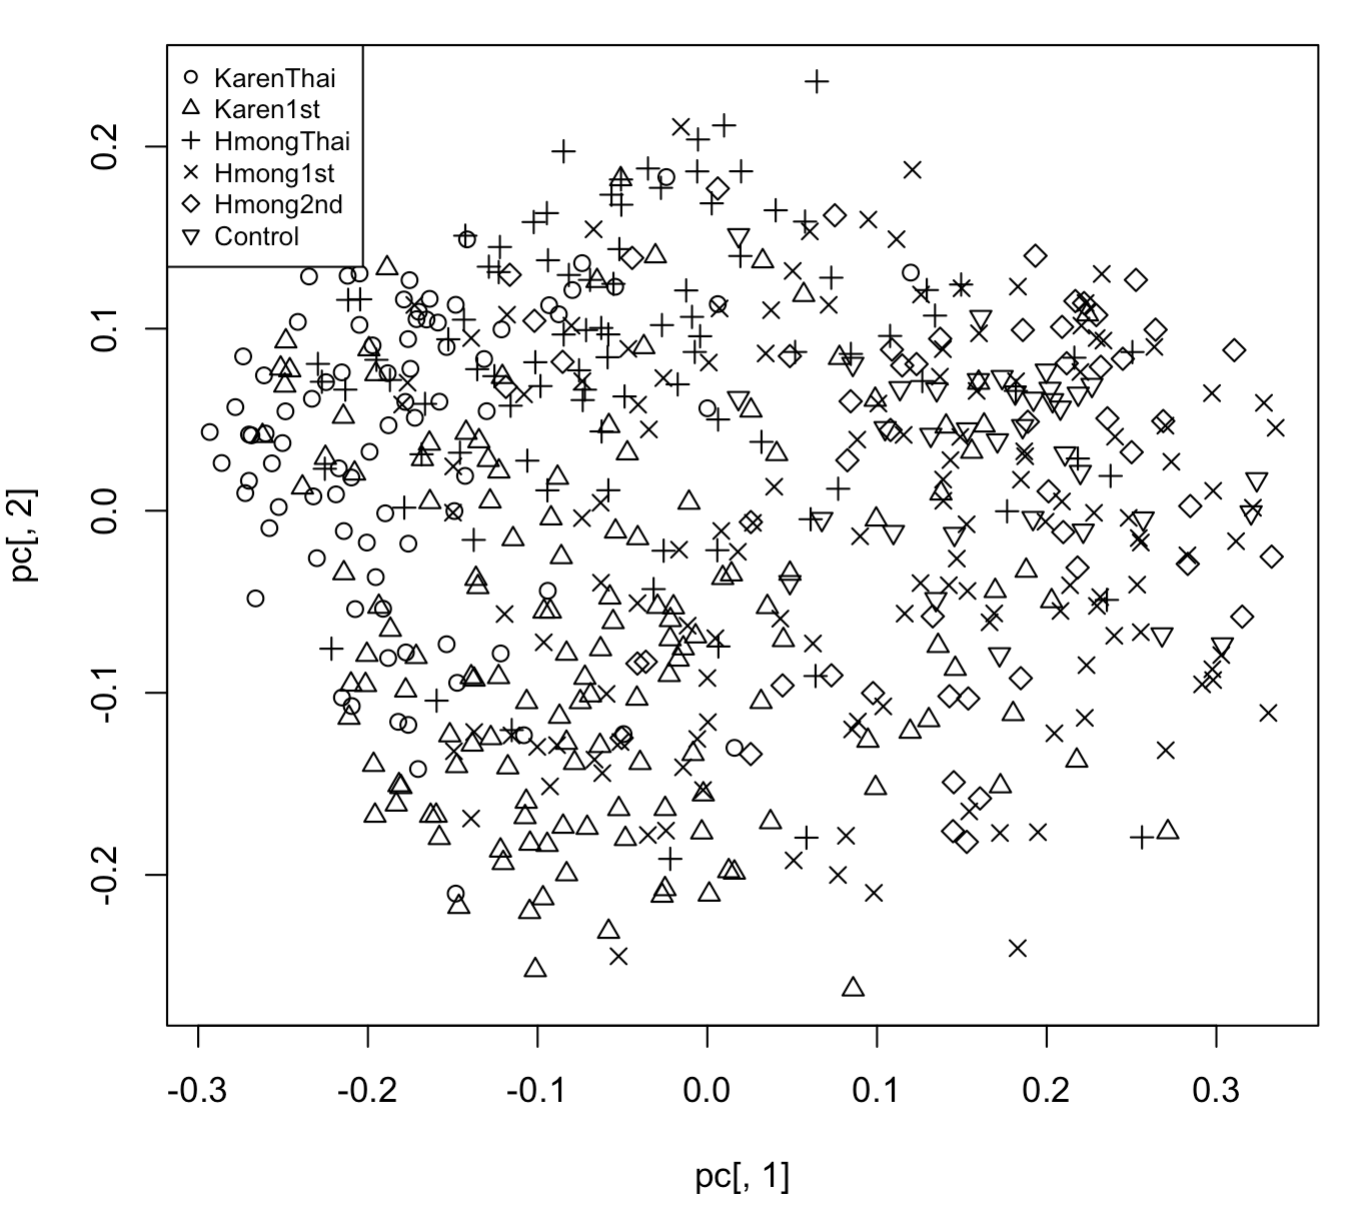 KarenThai
Karen1st
HmongThai
Hmong1st
Hmong2nd
Control
0.2
0.1
0.0
-0.1
-0.2
pc[, 2]
-0.3 -0.2 -0.1 0.0 0.1 0.2 0.3
pc[, 1]